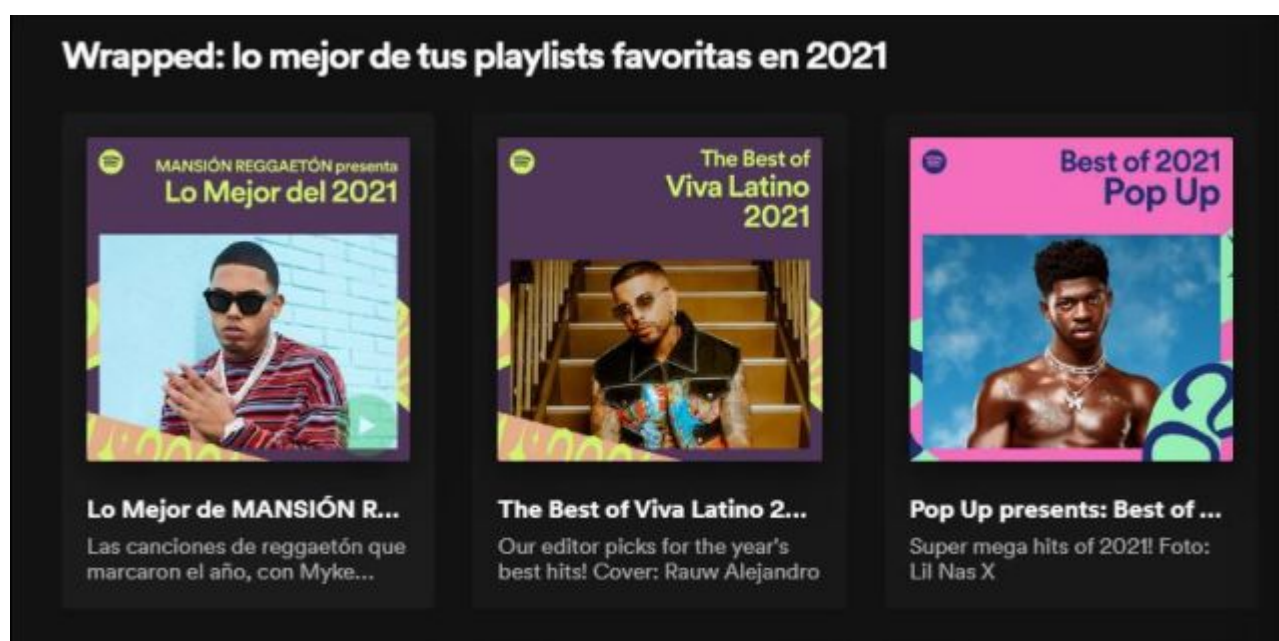 Wrapped: lo mejor de tus playlists favoritas en 2021
MANSIÓN REGGAETÓN presenta
Lo Mejor del 2021
Lo Mejor de MANSIÓN R...
Las canciones de reggaetón que
marcaron el año, con Myke...
The Best of
Viva Latino
2021
The Best of Viva Latino 2...
Our editor picks for the year's
best hits! Cover: Rauw Alejandro
Best of 2021
Pop Up
Pop Up presents: Best of ...
Super mega hits of 2021! Foto:
Lil Nas X